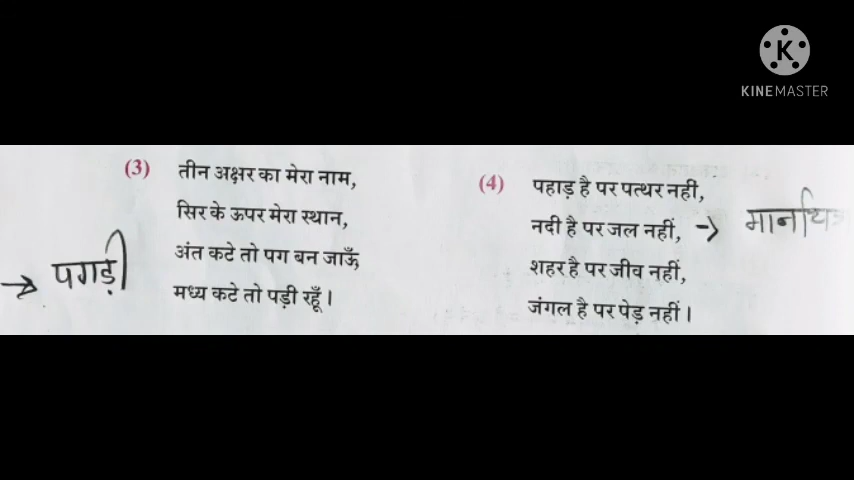 K
KINEMASTER
(3) तीन अक्षर का मेरा नाम,
सिर के ऊपर मेरा स्थान,
अंत कटे तो पग बन जाऊँ,
मध्य कटे तो पड़ी रहूँ।
→ पगड़ी
(4) पहाड़ है पर पत्थर नहीं,
नदी है पर जल नहीं,
शहर है पर जीव नहीं,
जंगल है पर पेड़ नहीं।
→ मानचित्र